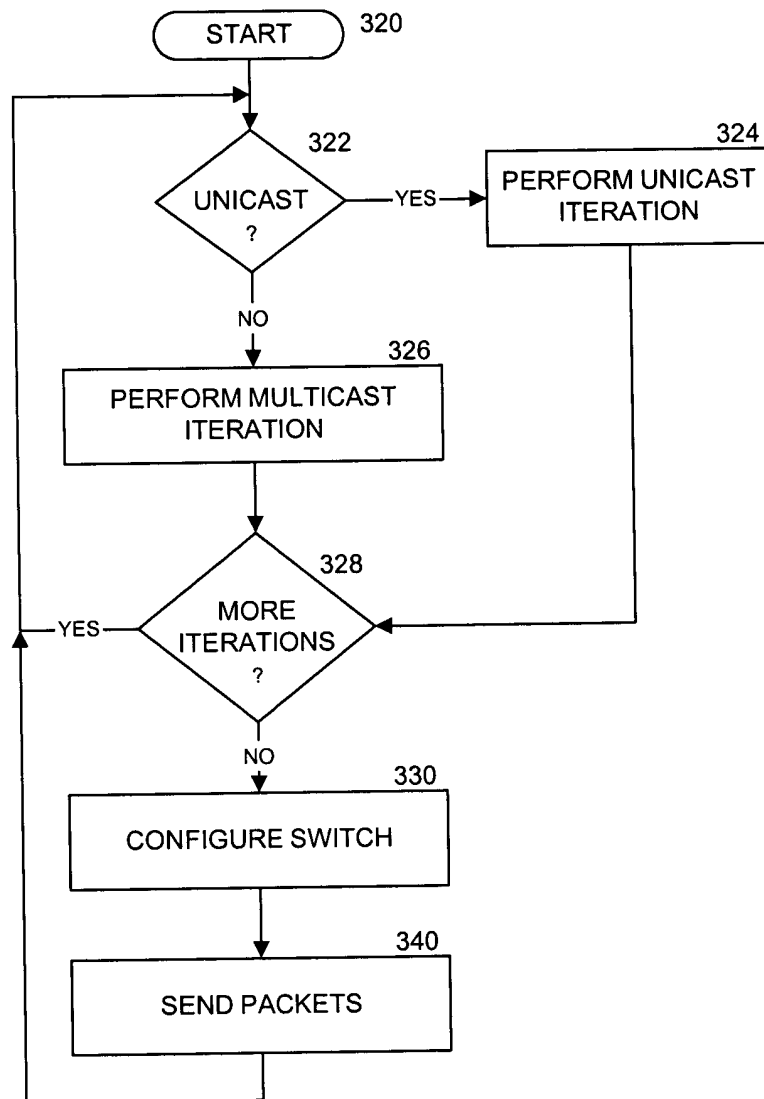 START
320
322
324
UNICAST
?
YES
PERFORM UNICAST
ITERATION
NO
326
PERFORM MULTICAST
ITERATION
328
MORE
ITERATIONS
?
YES
NO
330
CONFIGURE SWITCH
340
SEND PACKETS